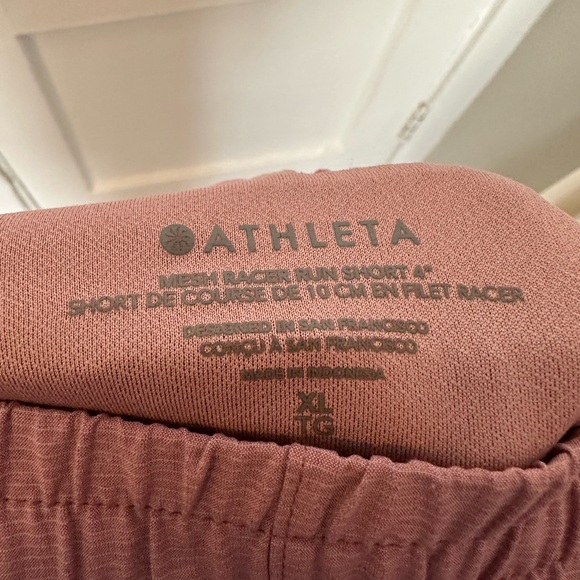 ATHLETA
MESH RACER RUN SHORT 4"
SHORT DE COURSE DE 10 CM EN FILET RACER
DESIGNED IN SAN FRANCISCO
CONÇU À SAN FRANCISCO
MADE IN INDONESIA
XL
TG